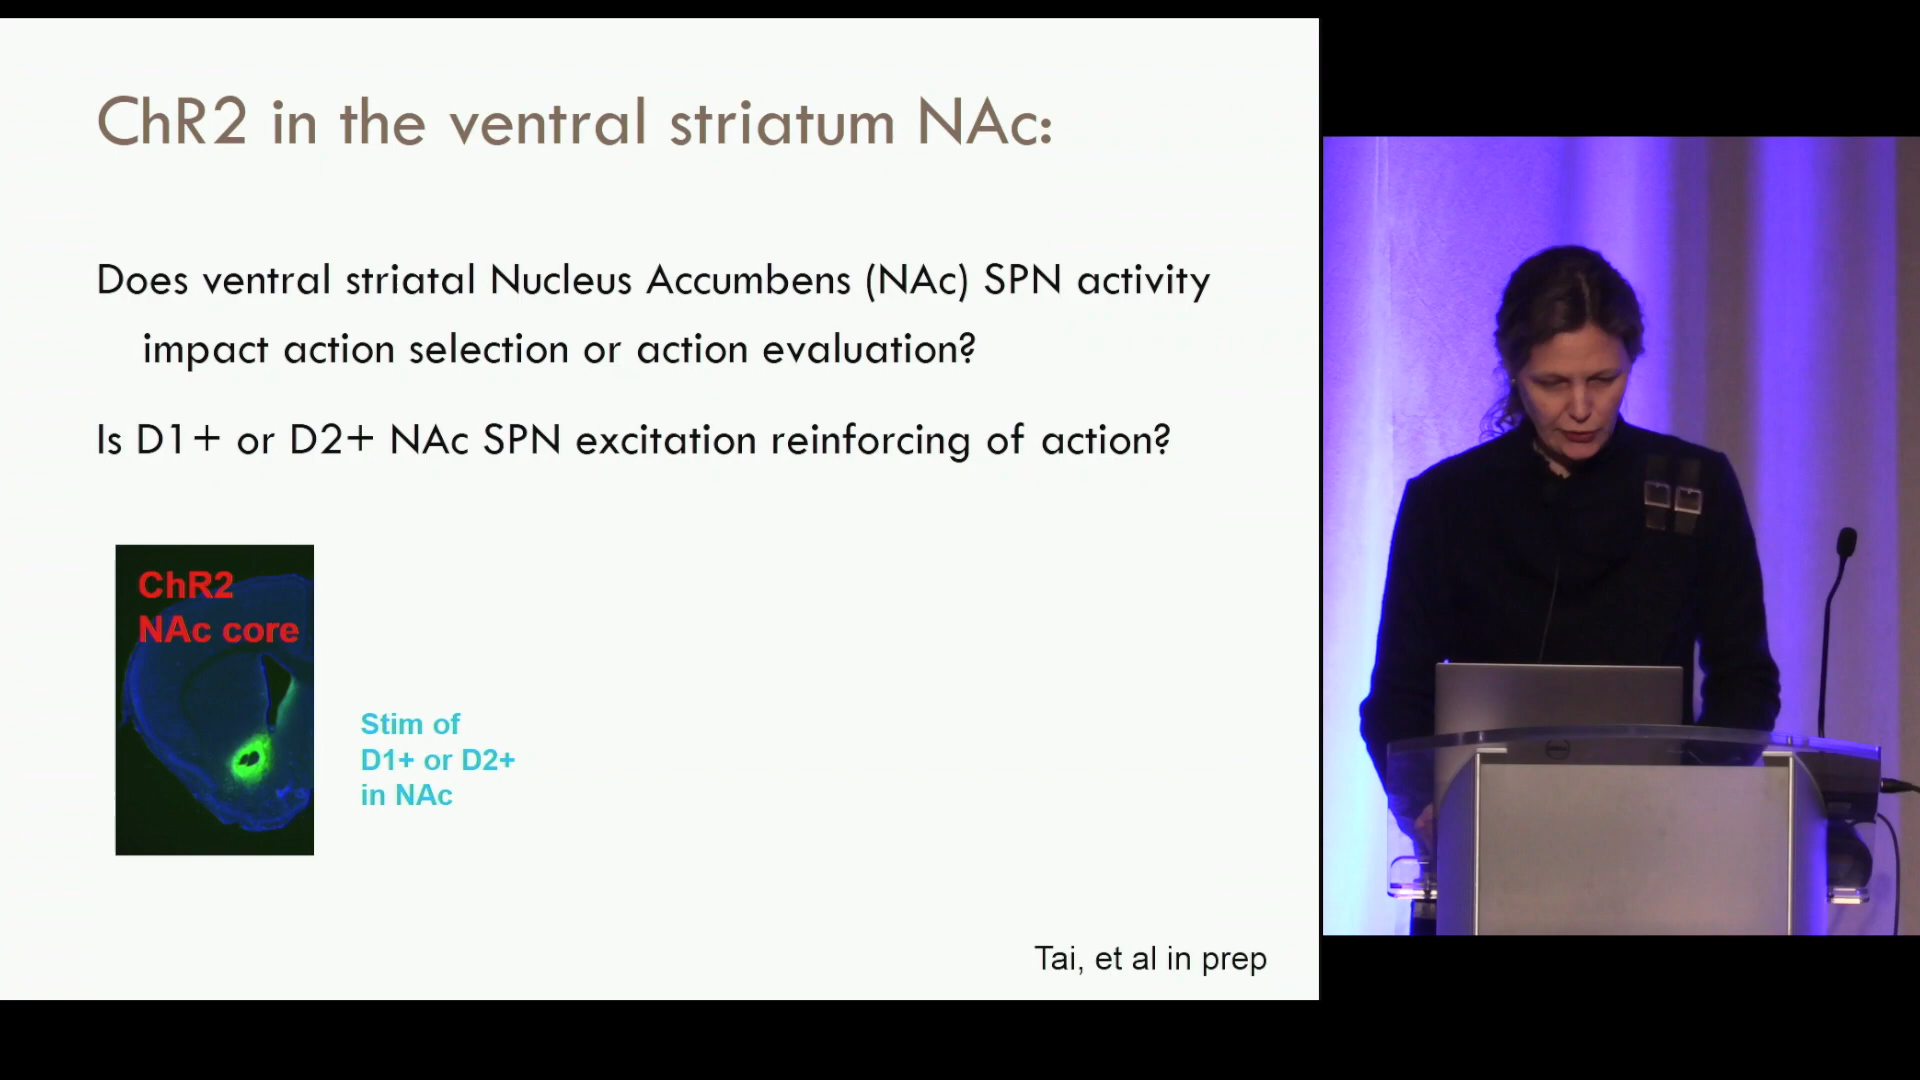 ChR2 in the ventral striatum NAc:
Does ventral striatal Nucleus Accumbens (NAc) SPN activity
impact action selection or action evaluation?
Is D1+ or D2+ NAc SPN excitation reinforcing of action?
ChR2
NAc core
Stim of
D1+ or D2+
in NAc
Tai, et al in prep